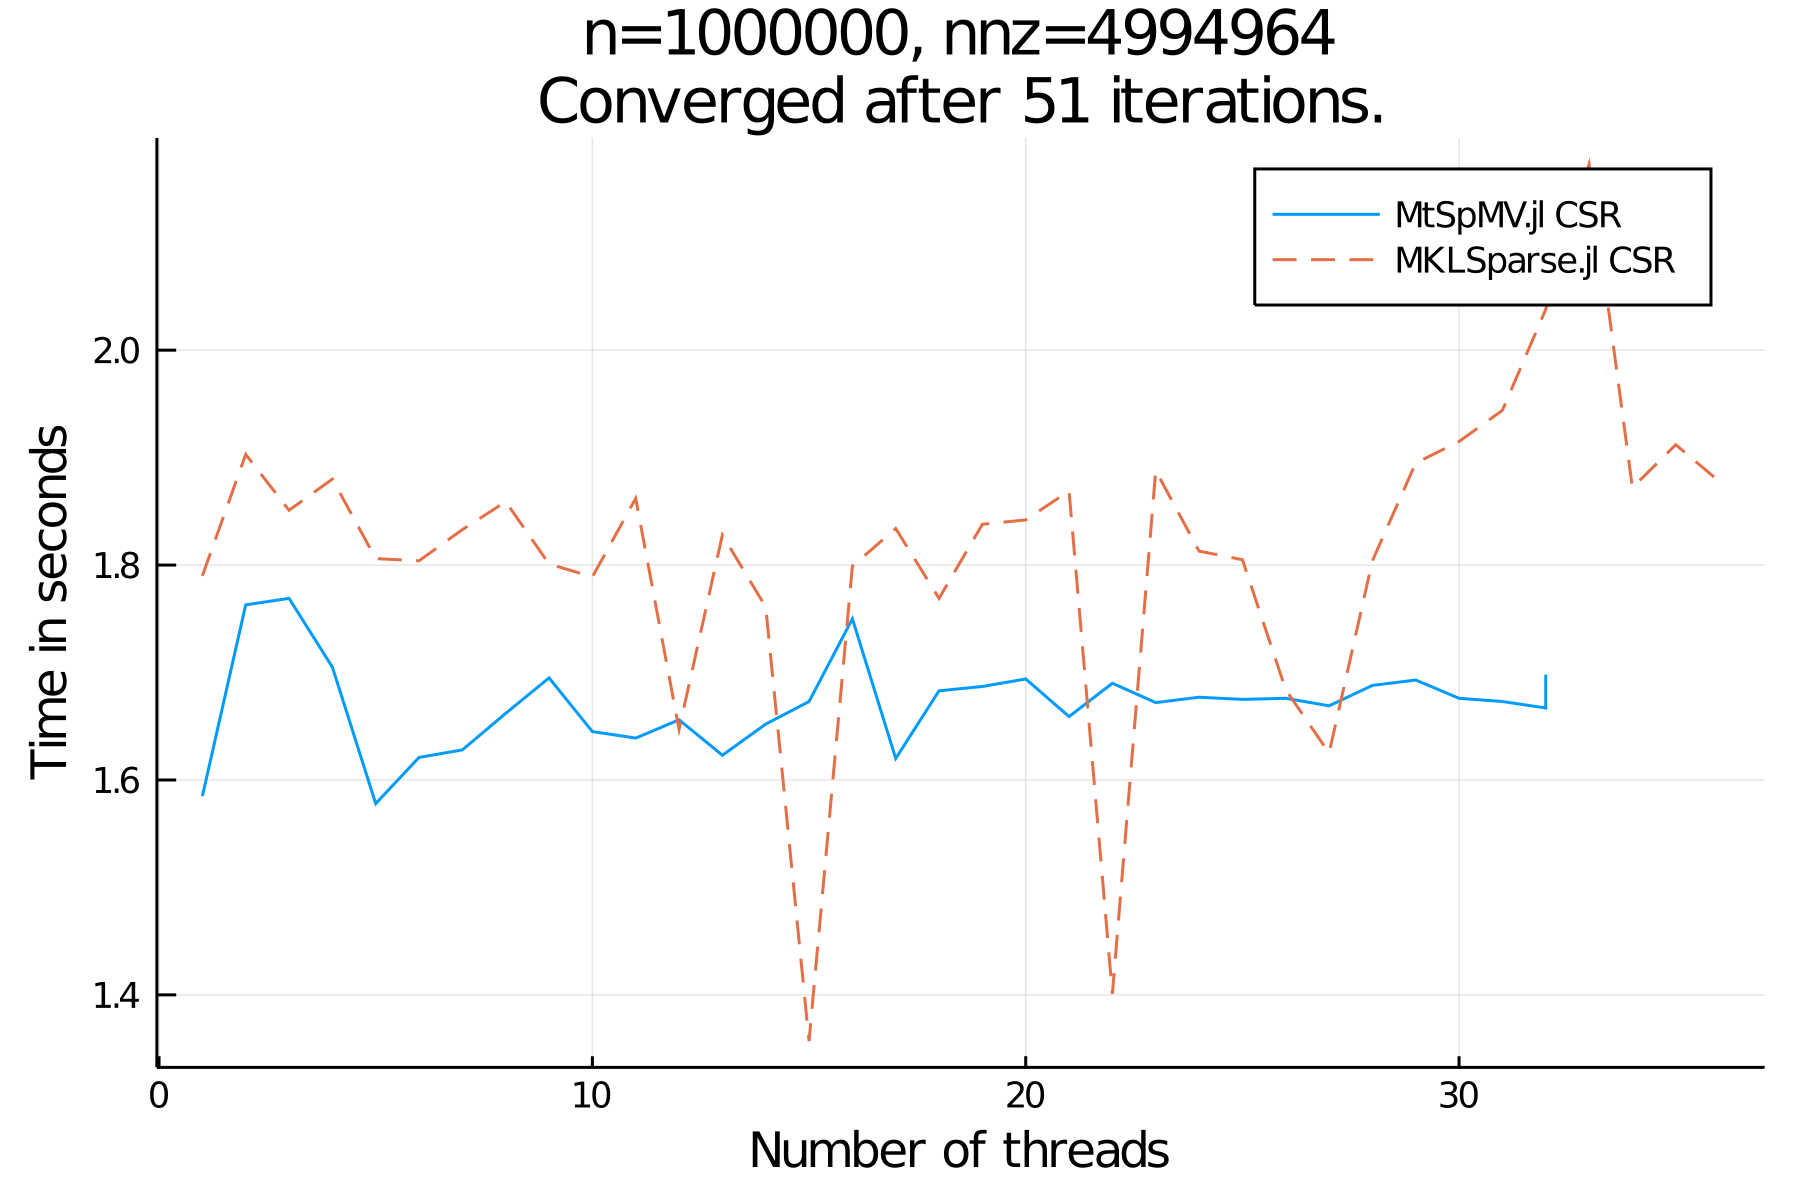 n=1000000, nnz=4994964
Converged after 51 iterations.
MtSpMV.jl CSR
MKLSparse.jl CSR
Time in seconds
2.0
1.8
1.6
1.4
0 10 20 30
Number of threads